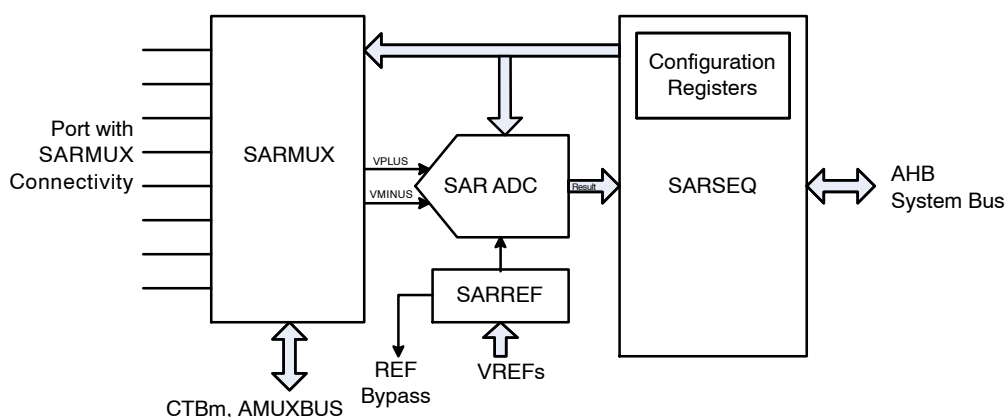 Configuration
Registers
Port with
SARMUX
Connectivity
SARMUX
VPLUS
VMINUS
SAR ADC
Result
SARSEQ
AHB
System Bus
SARREF
REF
Bypass
VREFs
CTBm, AMUXBUS